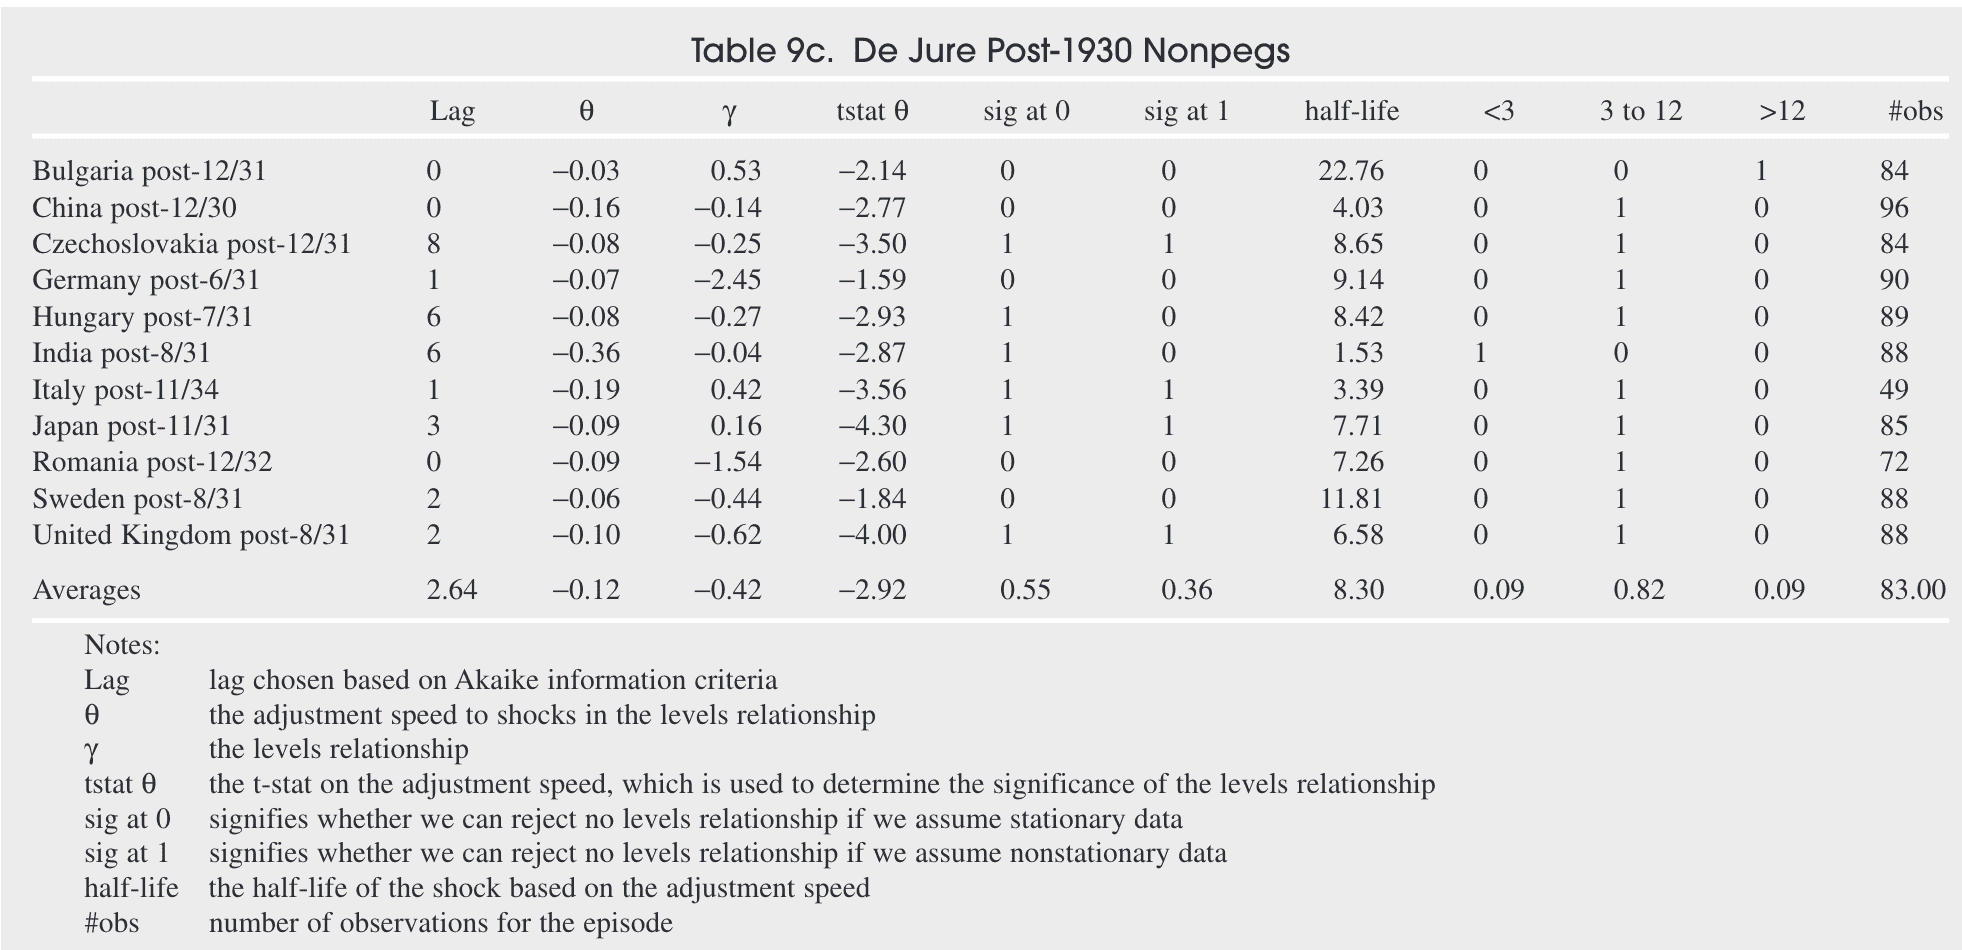 Table 9c. De Jure Post-1930 Nonpegs
Lag θ γ tstat θ sig at 0 sig at 1 half-life <3 3 to 12 >12 #obs
Bulgaria post-12/31 0 –0.03 0.53 –2.14 0 0 22.76 0 0 1 84
China post-12/30 0 –0.16 –0.14 –2.77 0 0 4.03 0 1 0 96
Czechoslovakia post-12/31 8 –0.08 –0.25 –3.50 1 1 8.65 0 1 0 84
Germany post-6/31 1 –0.07 –2.45 –1.59 0 0 9.14 0 1 0 90
Hungary post-7/31 6 –0.08 –0.27 –2.93 1 0 8.42 0 1 0 89
India post-8/31 6 –0.36 –0.04 –2.87 1 0 1.53 1 0 0 88
Italy post-11/34 1 –0.19 0.42 –3.56 1 1 3.39 0 1 0 49
Japan post-11/31 3 –0.09 0.16 –4.30 1 1 7.71 0 1 0 85
Romania post-12/32 0 –0.09 –1.54 –2.60 0 0 7.26 0 1 0 72
Sweden post-8/31 2 –0.06 –0.44 –1.84 0 0 11.81 0 1 0 88
United Kingdom post-8/31 2 –0.10 –0.62 –4.00 1 1 6.58 0 1 0 88
Averages 2.64 –0.12 –0.42 –2.92 0.55 0.36 8.30 0.09 0.82 0.09 83.00
Notes:
Lag lag chosen based on Akaike information criteria
θ the adjustment speed to shocks in the levels relationship
γ the levels relationship
tstat θ the t-stat on the adjustment speed, which is used to determine the significance of the levels relationship
sig at 0 signifies whether we can reject no levels relationship if we assume stationary data
sig at 1 signifies whether we can reject no levels relationship if we assume nonstationary data
half-life the half-life of the shock based on the adjustment speed
#obs number of observations for the episode